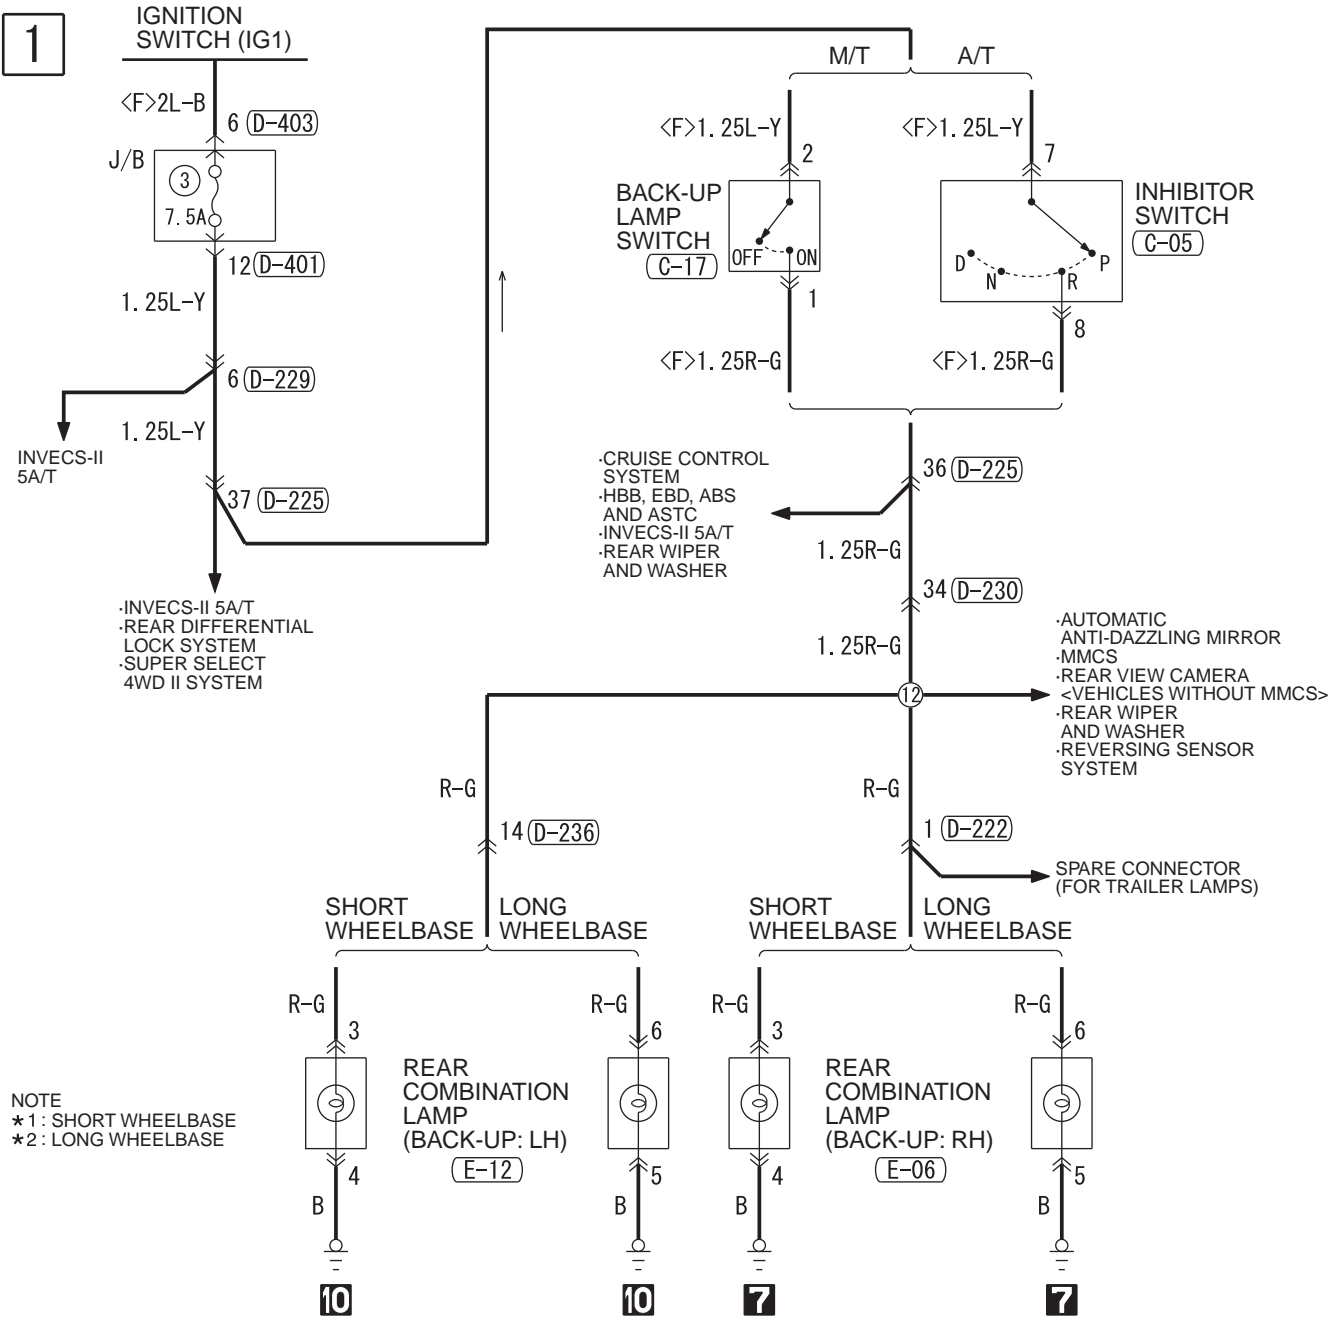 1
IGNITION
SWITCH (IG1)
<F>2L-B
6 D-403
J/B
3
7.5A
12 D-401
1.25L-Y
6 D-229
1.25L-Y
INVECS-II
5A/T
37 D-225
·INVECS-II 5A/T
·REAR DIFFERENTIAL
LOCK SYSTEM
·SUPER SELECT
4WD II SYSTEM
M/T
A/T
<F>1.25L-Y
<F>1.25L-Y
2
7
BACK-UP
LAMP
SWITCH
C-17
OFF
ON
1
INHIBITOR
SWITCH
C-05
D
N
R
P
8
<F>1.25R-G
<F>1.25R-G
·CRUISE CONTROL
SYSTEM
·HBB, EBD, ABS
AND ASTC
·INVECS-II 5A/T
·REAR WIPER
AND WASHER
36 D-225
1.25R-G
34 D-230
1.25R-G
12
·AUTOMATIC
ANTI-DAZZLING MIRROR
·MMCS
·REAR VIEW CAMERA
<VEHICLES WITHOUT MMCS>
·REAR WIPER
AND WASHER
·REVERSING SENSOR
SYSTEM
R-G
R-G
14 D-236
1 D-222
SPARE CONNECTOR
(FOR TRAILER LAMPS)
SHORT
WHEELBASE
LONG
WHEELBASE
SHORT
WHEELBASE
LONG
WHEELBASE
R-G
R-G
R-G
R-G
3
6
3
6
REAR
COMBINATION
LAMP
(BACK-UP: LH)
E-12
REAR
COMBINATION
LAMP
(BACK-UP: RH)
E-06
NOTE
*1: SHORT WHEELBASE
*2: LONG WHEELBASE
4
5
4
5
B
B
B
B
10
10
7
7